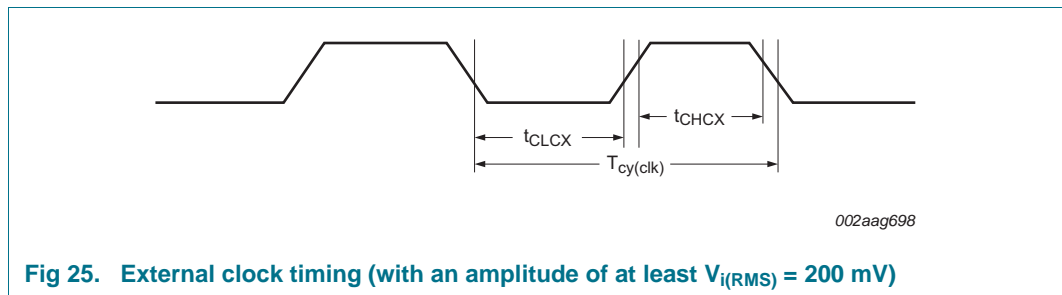 tCLCX
tCHCX
Tcy(clk)
002aag698
Fig 25. External clock timing (with an amplitude of at least Vi(RMS) = 200 mV)